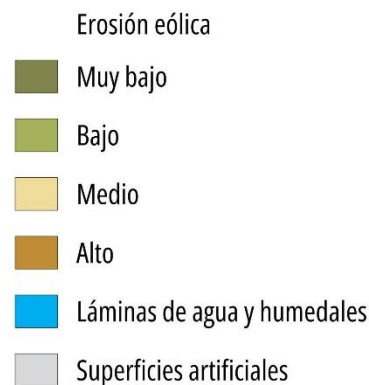 Erosión eólica
Muy bajo
Bajo
Medio
Alto
Láminas de agua y humedales
Superficies artificiales